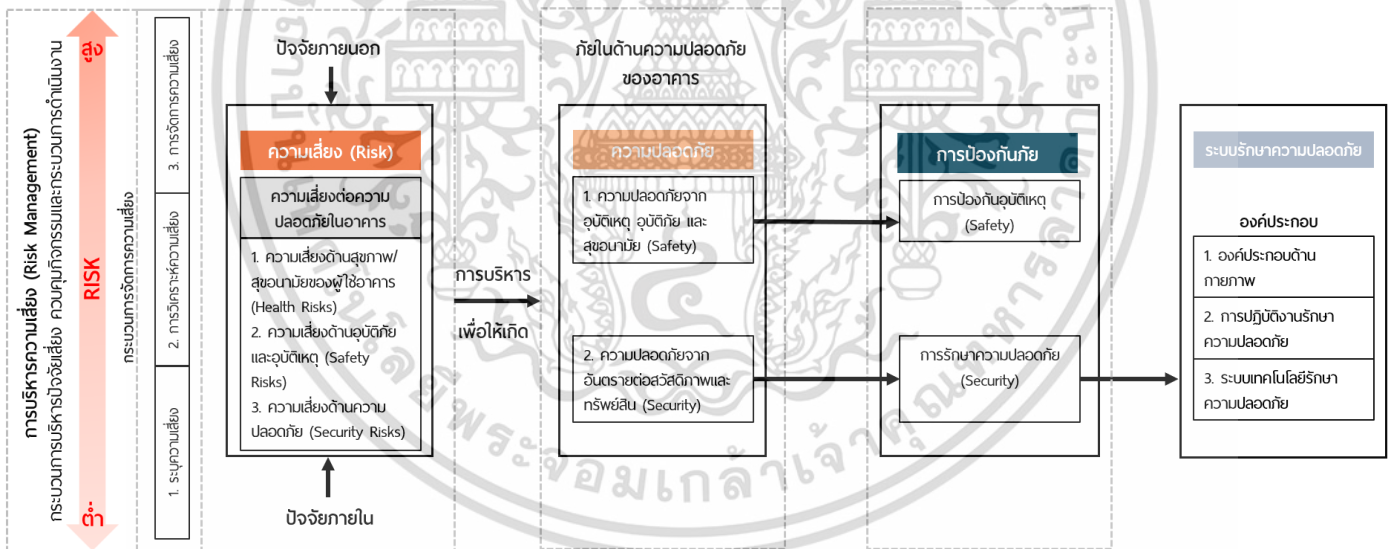 การบริหารความเสี่ยง (Risk Management)
กระบวนการบริหารปัจจัยเสี่ยง ควบคุมกิจกรรมและกระบวนการดำเนินงาน
สูง
RISK
ต่ำ
กระบวนการจัดการความเสี่ยง
3. การจัดการความเสี่ยง
2. การวิเคราะห์ความเสี่ยง
1. ระบุความเสี่ยง
ปัจจัยภายนอก
ความเสี่ยง (Risk)
ความเสี่ยงต่อความ
ปลอดภัยในอาคาร
1. ความเสี่ยงด้านสุขภาพ/
สุขอนามัยของผู้ใช้อาคาร
(Health Risks)
2. ความเสี่ยงด้านอุบัติภัย
และอุบัติเหตุ (Safety
Risks)
3. ความเสี่ยงด้านความ
ปลอดภัย (Security Risks)
ปัจจัยภายใน
การบริหาร
เพื่อให้เกิด
ภัยในด้านความปลอดภัย
ของอาคาร
ความปลอดภัย
1. ความปลอดภัยจาก
อุบัติเหตุ อุบัติภัย และ
สุขอนามัย (Safety)
2. ความปลอดภัยจาก
อันตรายต่อสวัสดิภาพและ
ทรัพย์สิน (Security)
การป้องกันภัย
การป้องกันอุบัติเหตุ
(Safety)
การรักษาความปลอดภัย
(Security)
ระบบรักษาความปลอดภัย
องค์ประกอบ
1. องค์ประกอบด้าน
กายภาพ
2. การปฏิบัติงานรักษา
ความปลอดภัย
3. ระบบเทคโนโลยีรักษา
ความปลอดภัย